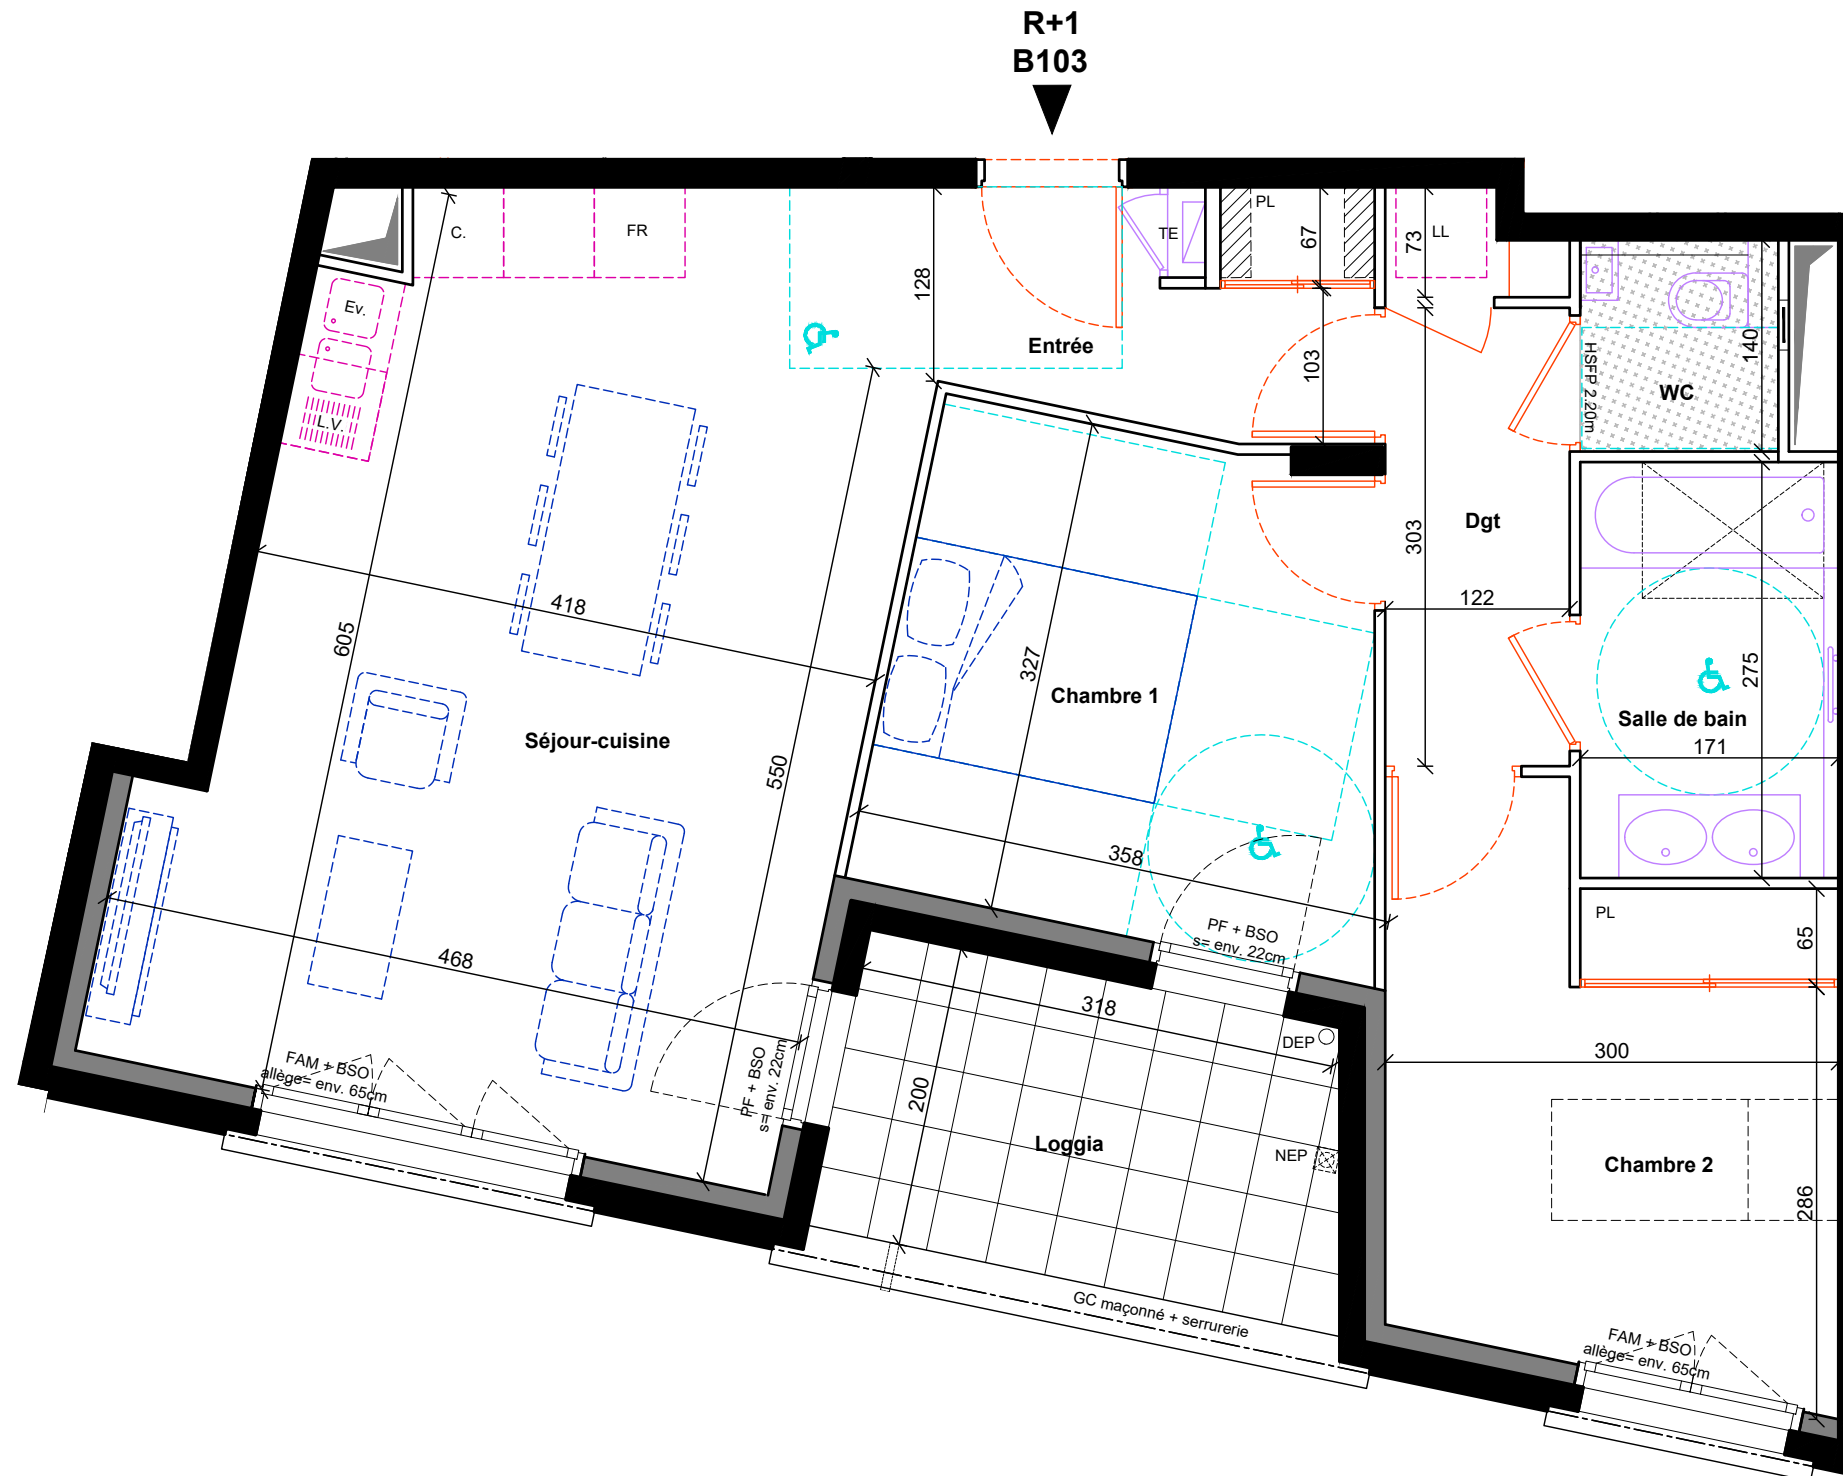 R+1
B103
C.
FR
TE
PL
67
73
LL
Ev.
128
Entrée
103
HSFP 2.20m
140
WC
L.V.
303
Dgt
418
605
122
327
Chambre 1
275
Salle de bain
171
Séjour-cuisine
550
358
PL
65
PF + BSO
s= env. 22cm
468
318
DEP
300
FAM + BSO
allège= env. 65cm
PF + BSO
s= env. 22cm
200
Loggia
NEP
Chambre 2
286
GC maçonné + serrurerie
FAM + BSO
allège= env. 65cm